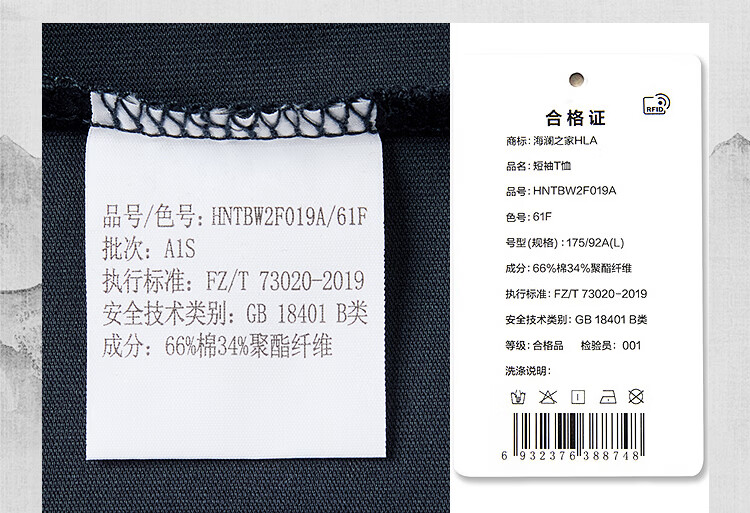 品号/色号: HNTBW2F019A/61F
批次: A1S
执行标准: FZ/T 73020-2019
安全技术类别: GB 18401 B类
成分: 66%棉34%聚酯纤维
RFID
合格证
商标: 海澜之家HLA
品名: 短袖T恤
品号: HNTBW2F019A
色号: 61F
号型(规格) : 175/92A(L)
成分: 66%棉34%聚酯纤维
执行标准: FZ/T 73020-2019
安全技术类别: GB 18401 B类
等级: 合格品 检验员: 001
洗涤说明:
6 932376 388748